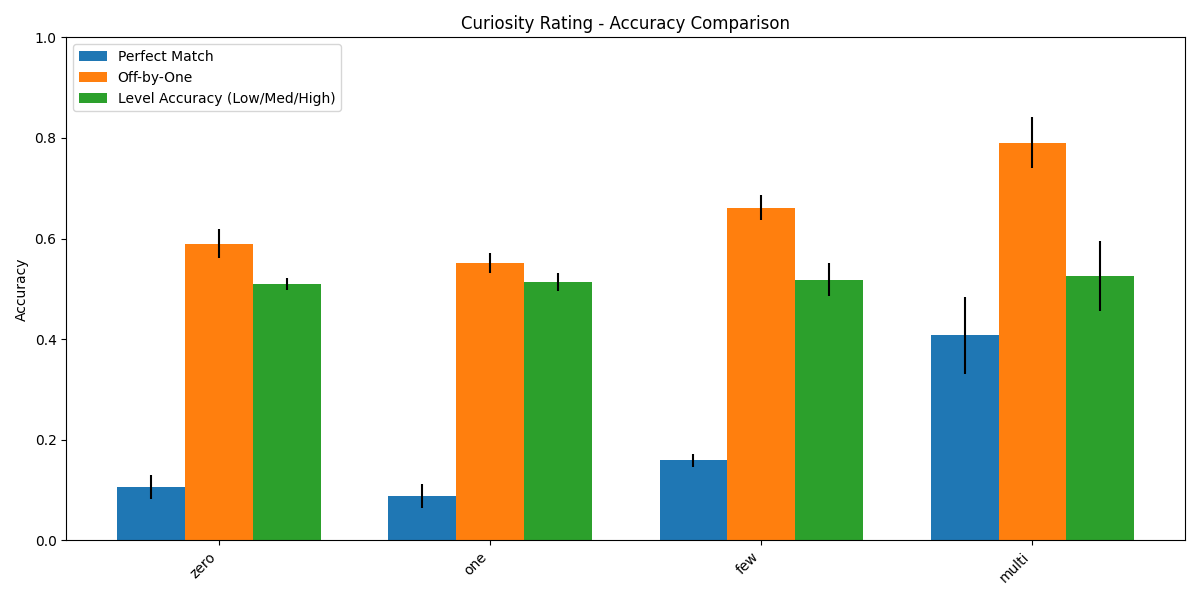 Curiosity Rating - Accuracy Comparison
Perfect Match
Off-by-One
Level Accuracy (Low/Med/High)
Accuracy
1.0
0.8
0.6
0.4
0.2
0.0
zero
one
few
multi